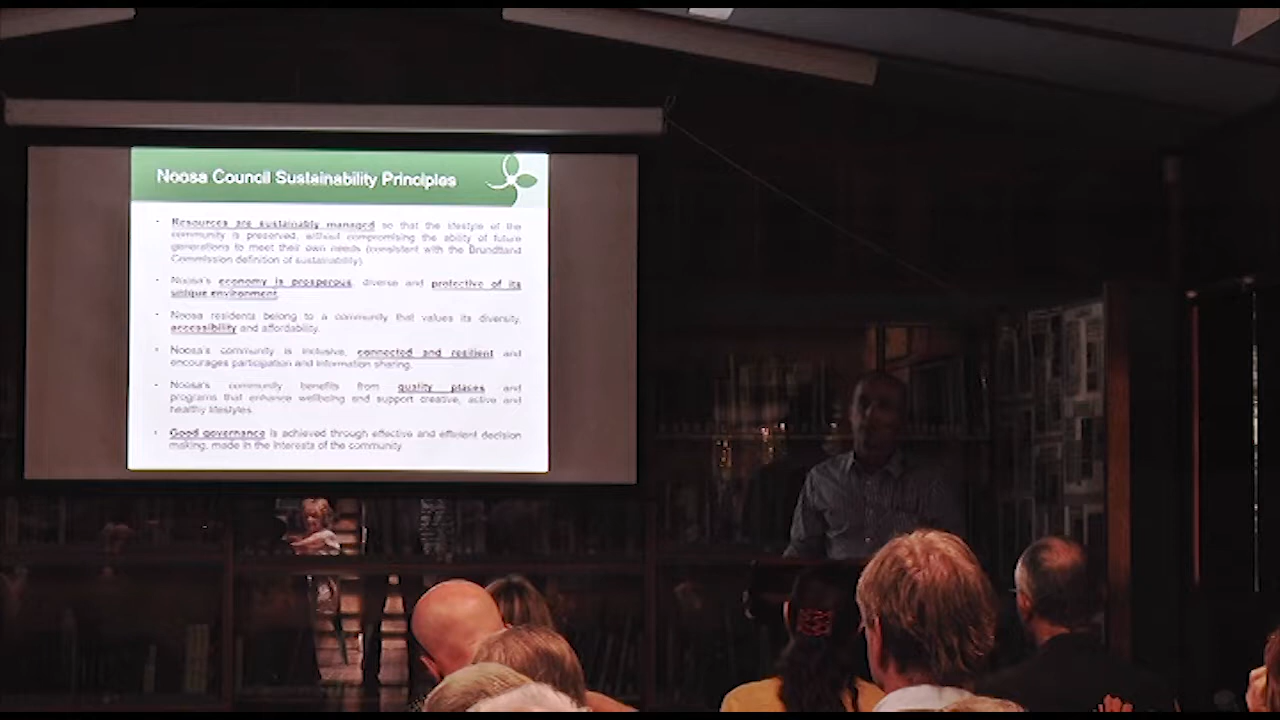 Noosa Council Sustainability Principles
Resources are sustainably managed so that the lifestyle of the
community is preserved, without compromising the ability of future
generations to meet their own needs (consistent with the Brundtland
Commission definition of sustainability).
Noosa's economy is prosperous, diverse and protective of its
unique environment.
Noosa residents belong to a community that values its diversity,
accessibility and affordability.
Noosa's community is inclusive, connected and resilient and
encourages participation and information sharing.
Noosa's community benefits from quality places and
programs that enhance wellbeing and support creative, active and
healthy lifestyles.
Good governance is achieved through effective and efficient decision
making, made in the interests of the community.